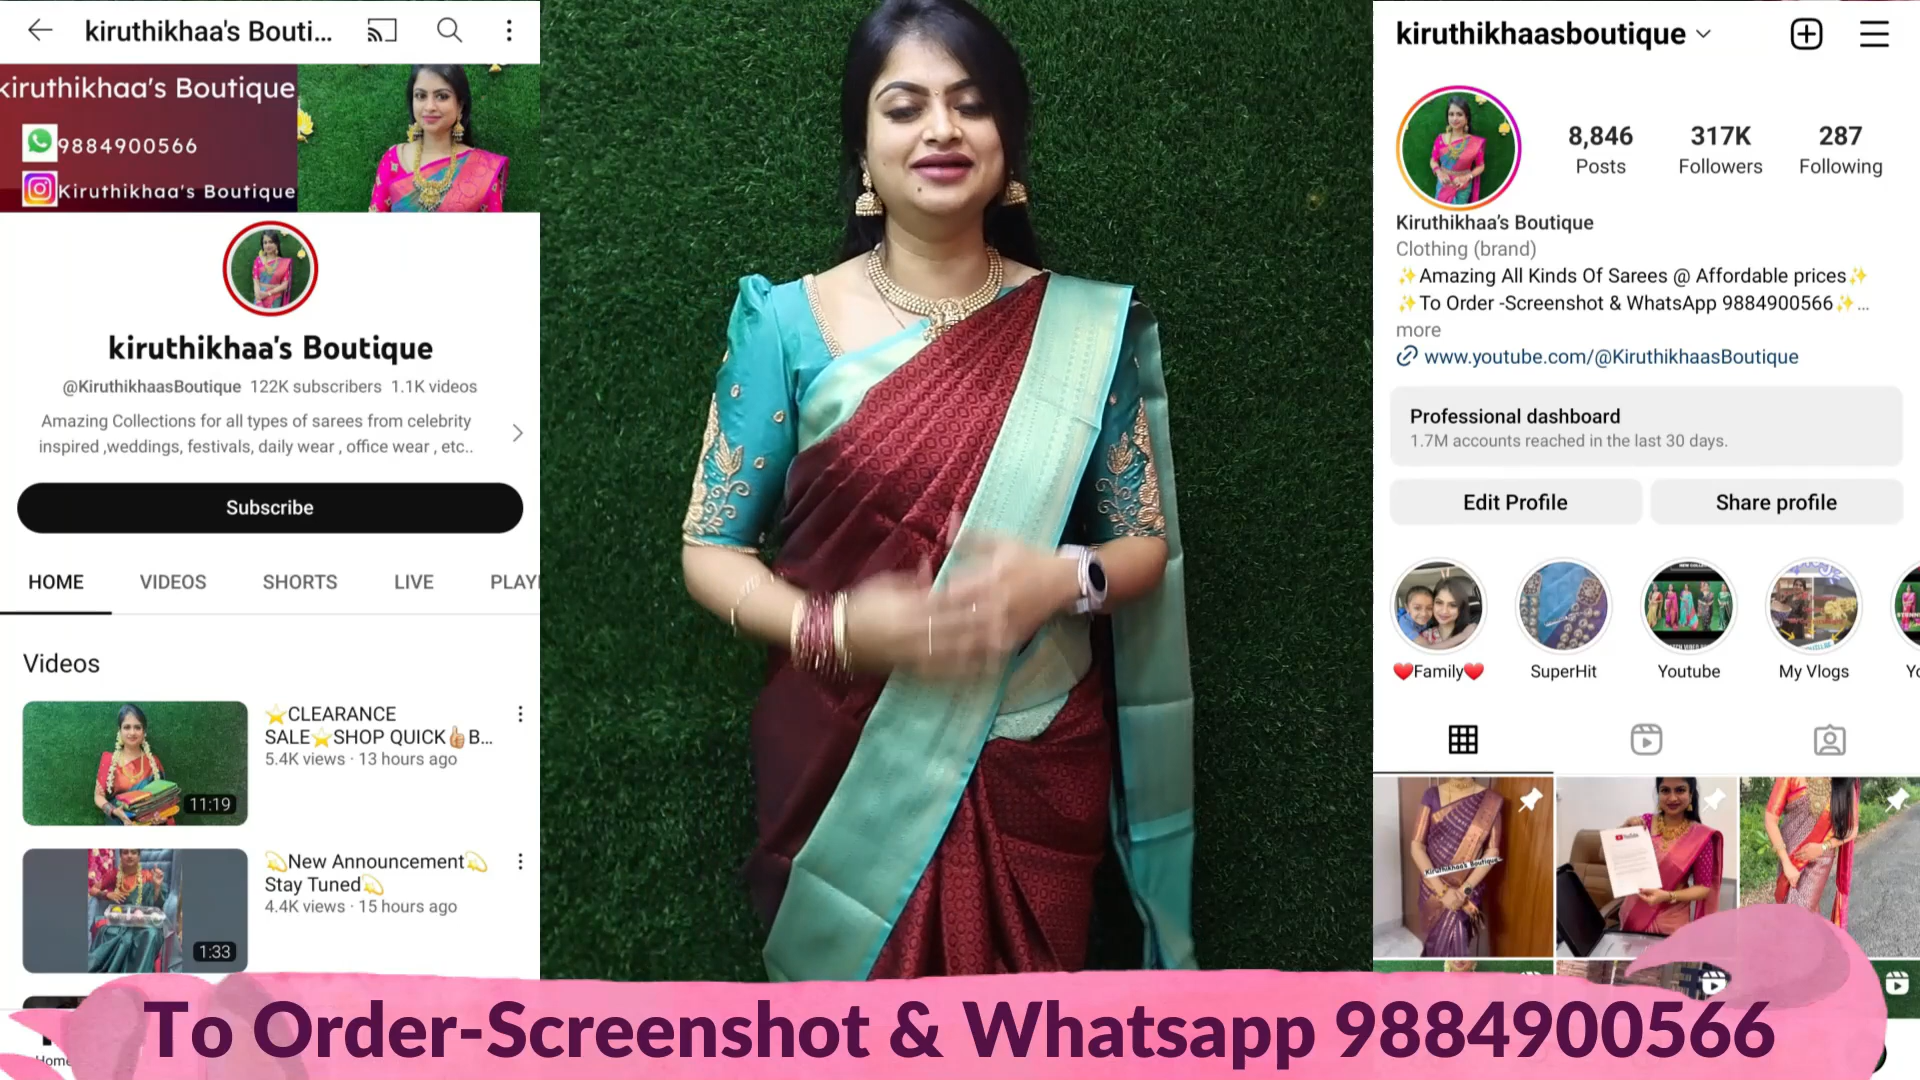 kiruthikhaa's Bouti...
kiruthikhaa's Boutique
9884900566
Kiruthikhaa's Boutique
kiruthikhaa's Boutique
@KiruthikhaasBoutique 122K subscribers 1.1K videos
Amazing Collections for all types of sarees from celebrity
inspired ,weddings, festivals, daily wear , office wear , etc..
Subscribe
HOME VIDEOS SHORTS LIVE
Videos
⭐CLEARANCE
SALE⭐SHOP QUICK👍B...
5.4K views · 13 hours ago
11:19
💫New Announcement💫
Stay Tuned💫
4.4K views · 15 hours ago
1:33
Home
kiruthikhaasboutique
8,846 317K 287
Posts Followers Following
Kiruthikhaa's Boutique
Clothing (brand)
✨Amazing All Kinds Of Sarees @ Affordable prices✨
✨To Order -Screenshot & WhatsApp 9884900566✨...
more
www.youtube.com/@KiruthikhaasBoutique
Professional dashboard
1.7M accounts reached in the last 30 days.
Edit Profile Share profile
❤️Family❤️ SuperHit Youtube My Vlogs
Kiruthikhaa's Boutique
YouTube
To Order-Screenshot & Whatsapp 9884900566